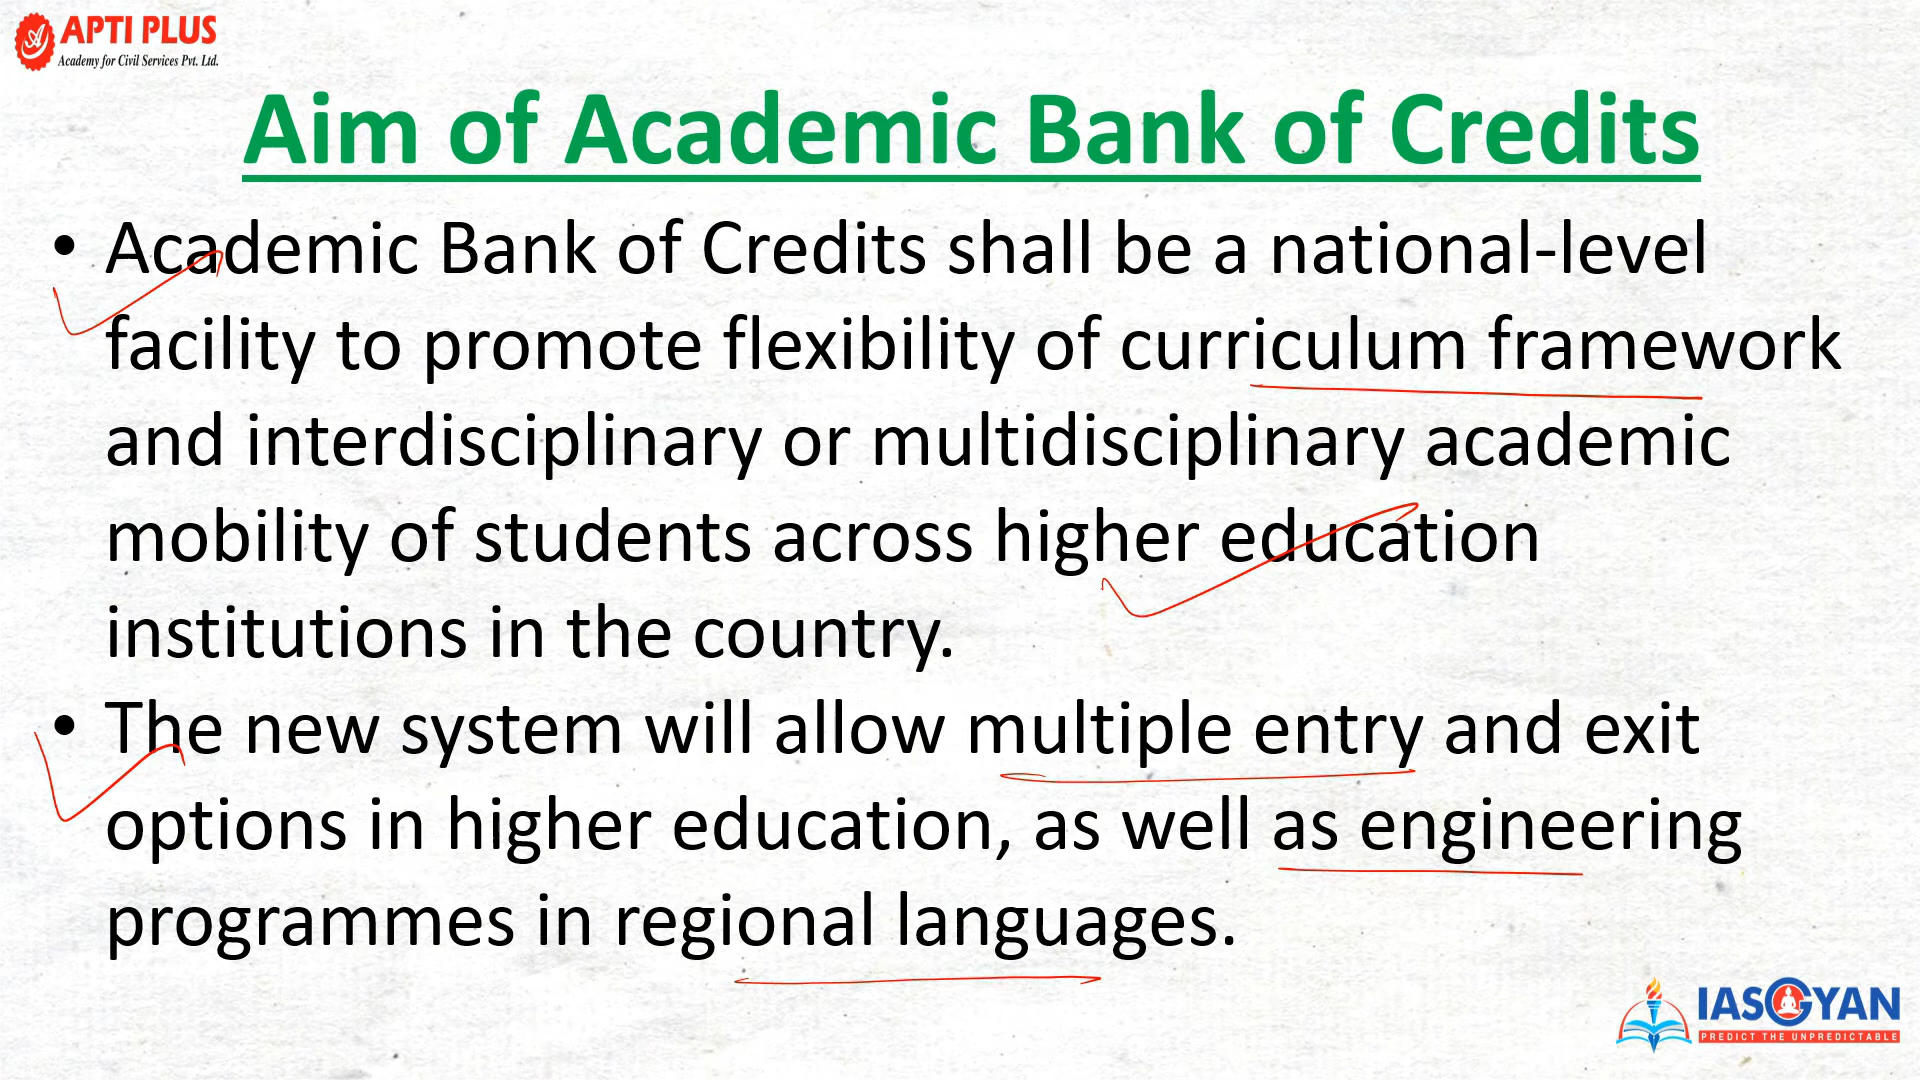 APTI PLUS
Academy for Civil Services Pvt. Ltd.
Aim of Academic Bank of Credits
• Academic Bank of Credits shall be a national-level
facility to promote flexibility of curriculum framework
and interdisciplinary or multidisciplinary academic
mobility of students across higher education
institutions in the country.
• The new system will allow multiple entry and exit
options in higher education, as well as engineering
programmes in regional languages.
IASGYAN
PREDICT THE UNPREDICTABLE